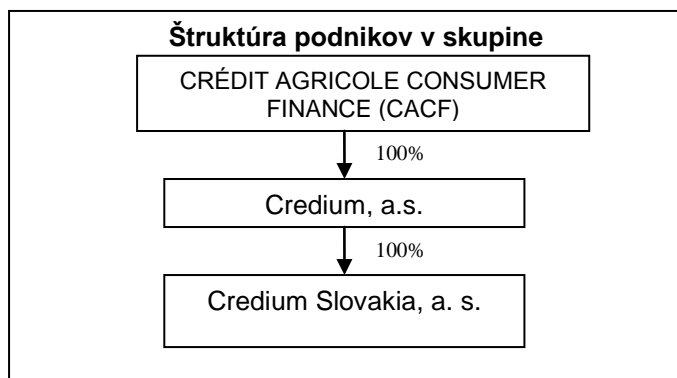 Štruktúra podnikov v skupine
CRÉDIT AGRICOLE CONSUMER
FINANCE (CACF)
100%
Credium, a.s.
100%
Credium Slovakia, a. s.